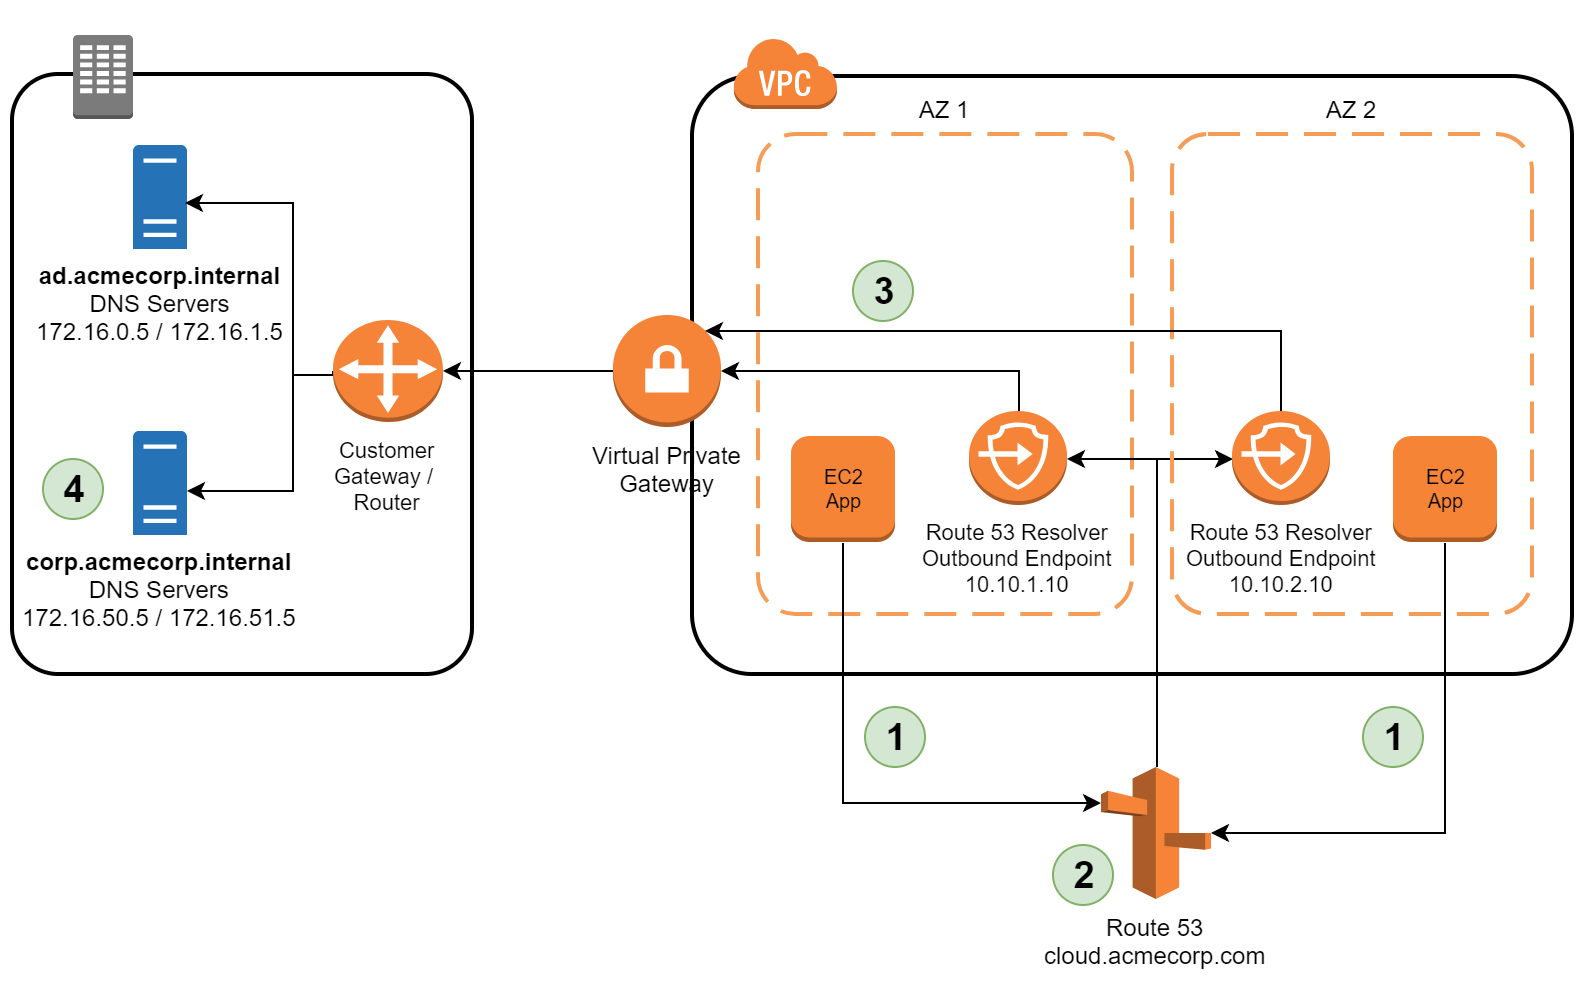 VPC
AZ 1
AZ 2
ad.acmecorp.internal
DNS Servers
172.16.0.5 / 172.16.1.5
3
Customer
Gateway /
Router
Virtual Private
Gateway
EC2
App
Route 53 Resolver
Outbound Endpoint
10.10.1.10
Route 53 Resolver
Outbound Endpoint
10.10.2.10
EC2
App
4
corp.acmecorp.internal
DNS Servers
172.16.50.5 / 172.16.51.5
1
1
2
Route 53
cloud.acmecorp.com